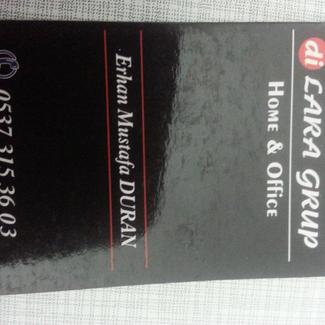 di LARA GRUP
HOME & OFFICE
Erhan Mustafa DURAN
0537 315 36 03